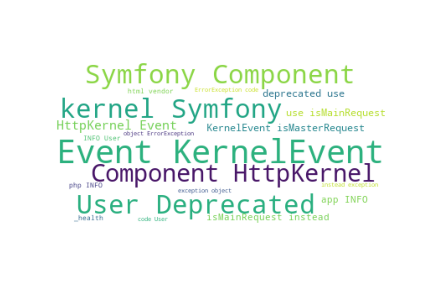 Symfony Component
html vendor ErrorException code deprecated use
kernel Symfony use isMainRequest
HttpKernel Event KernelEvent isMasterRequest
INFO User object ErrorException
Event KernelEvent
Component HttpKernel
php INFO exception object instead exception
User Deprecated app INFO
_health code User isMainRequest instead